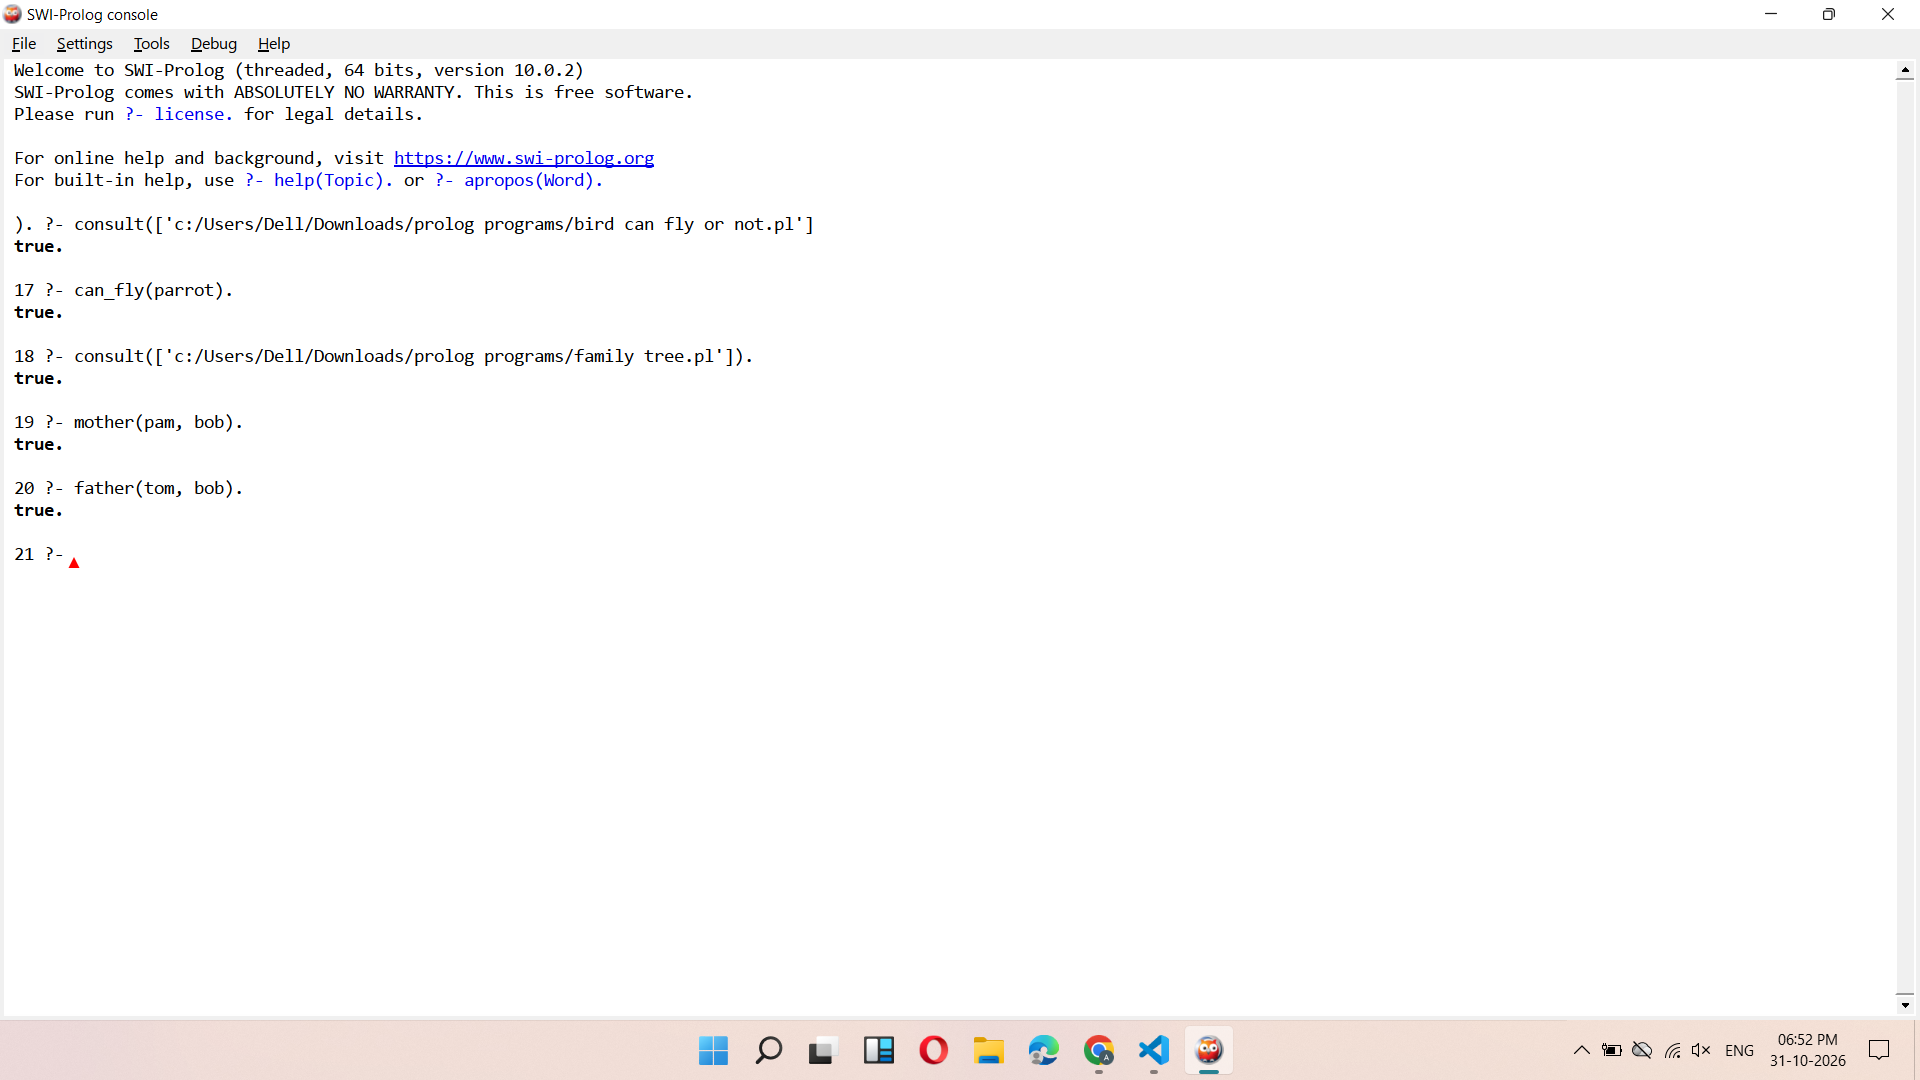 SWI-Prolog console
File Settings Tools Debug Help
Welcome to SWI-Prolog (threaded, 64 bits, version 10.0.2)
SWI-Prolog comes with ABSOLUTELY NO WARRANTY. This is free software.
Please run ?- license. for legal details.
For online help and background, visit https://www.swi-prolog.org
For built-in help, use ?- help(Topic). or ?- apropos(Word).
). ?- consult(['c:/Users/Dell/Downloads/prolog programs/bird can fly or not.pl']
true.
17 ?- can_fly(parrot).
true.
18 ?- consult(['c:/Users/Dell/Downloads/prolog programs/family tree.pl']).
true.
19 ?- mother(pam, bob).
true.
20 ?- father(tom, bob).
true.
21 ?-
A
ENG
06:52 PM
31-10-2026